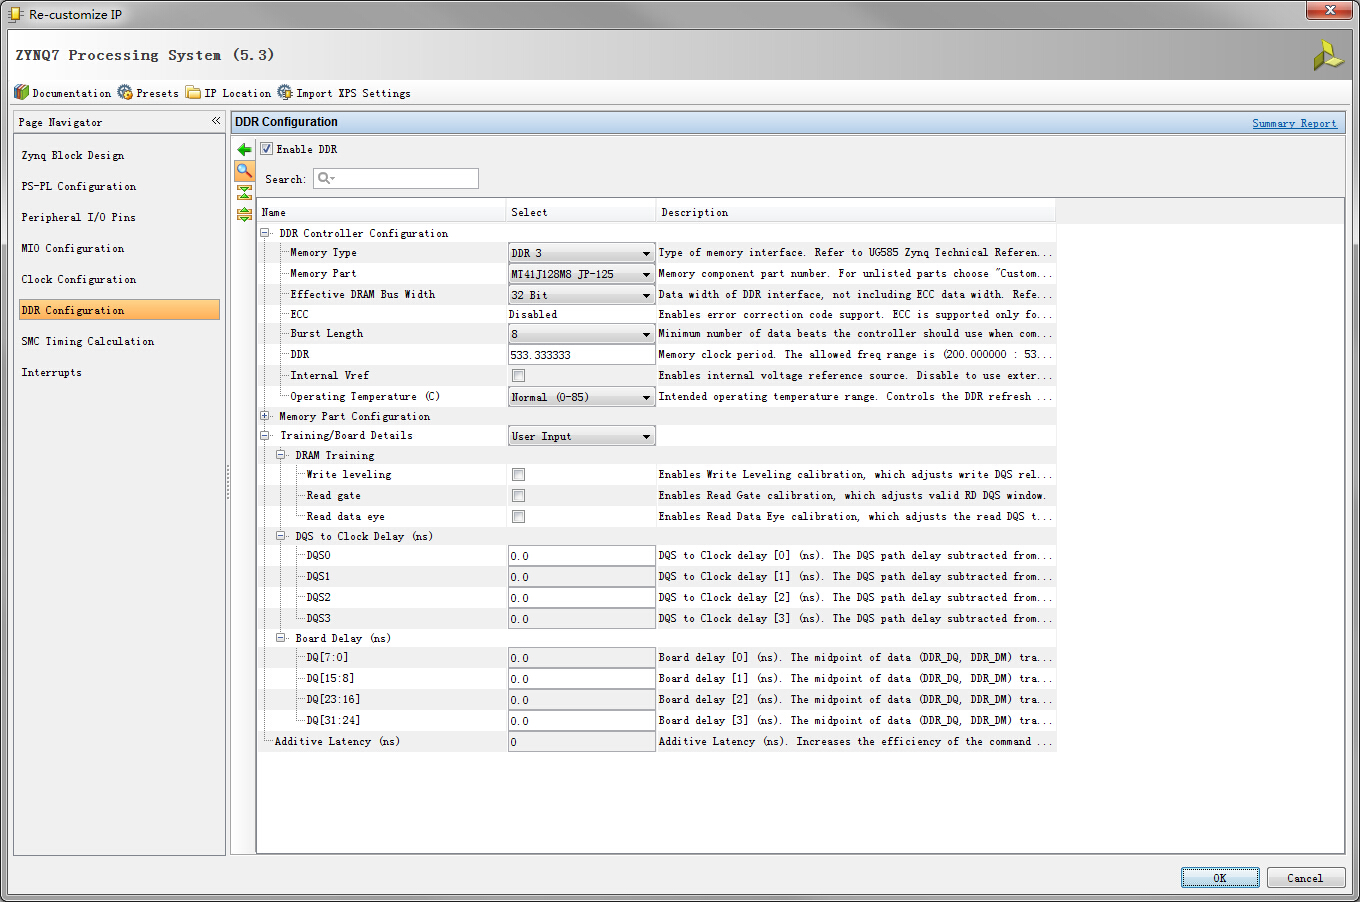 Re-customize IP
ZYNQ7 Processing System (5.3)
Documentation Presets IP Location Import XPS Settings
Page Navigator «
Zynq Block Design
PS-PL Configuration
Peripheral I/O Pins
MIO Configuration
Clock Configuration
DDR Configuration
SMC Timing Calculation
Interrupts
DDR Configuration Summary Report
Enable DDR
Search:
Name Select Description
DDR Controller Configuration
Memory Type DDR 3 Type of memory interface. Refer to UG585 Zynq Technical Referen...
Memory Part MT41J128M8 JP-125 Memory component part number. For unlisted parts choose "Custom...
Effective DRAM Bus Width 32 Bit Data width of DDR interface, not including ECC data width. Refe...
ECC Disabled Enables error correction code support. ECC is supported only fo...
Burst Length 8 Minimum number of data beats the controller should use when com...
DDR 533.333333 Memory clock period. The allowed freq range is (200.000000 : 53...
Internal Vref Enables internal voltage reference source. Disable to use exter...
Operating Temperature (C) Normal (0-85) Intended operating temperature range. Controls the DDR refresh ...
Memory Part Configuration
Training/Board Details User Input
DRAM Training
Write leveling Enables Write Leveling calibration, which adjusts write DQS rel...
Read gate Enables Read Gate calibration, which adjusts valid RD DQS window.
Read data eye Enables Read Data Eye calibration, which adjusts the read DQS t...
DQS to Clock Delay (ns)
DQS0 0.0 DQS to Clock delay [0] (ns). The DQS path delay subtracted from...
DQS1 0.0 DQS to Clock delay [1] (ns). The DQS path delay subtracted from...
DQS2 0.0 DQS to Clock delay [2] (ns). The DQS path delay subtracted from...
DQS3 0.0 DQS to Clock delay [3] (ns). The DQS path delay subtracted from...
Board Delay (ns)
DQ[7:0] 0.0 Board delay [0] (ns). The midpoint of data (DDR_DQ, DDR_DM) tra...
DQ[15:8] 0.0 Board delay [1] (ns). The midpoint of data (DDR_DQ, DDR_DM) tra...
DQ[23:16] 0.0 Board delay [2] (ns). The midpoint of data (DDR_DQ, DDR_DM) tra...
DQ[31:24] 0.0 Board delay [3] (ns). The midpoint of data (DDR_DQ, DDR_DM) tra...
Additive Latency (ns) 0 Additive Latency (ns). Increases the efficiency of the command ...
OK Cancel